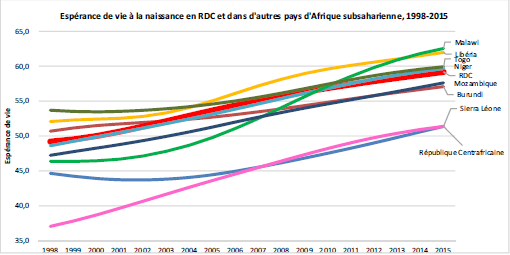 Espérance de vie à la naissance en RDC et dans d'autres pays d'Afrique subsaharienne, 1998-2015
65,0
60,0
55,0
50,0
45,0
40,0
35,0
Espérance de vie
1998 1999 2000 2001 2002 2003 2004 2005 2006 2007 2008 2009 2010 2011 2012 2013 2014 2015
Malawi
Libéria
Togo
Niger
RDC
Mozambique
Burundi
Sierra Léone
République Centrafricaine